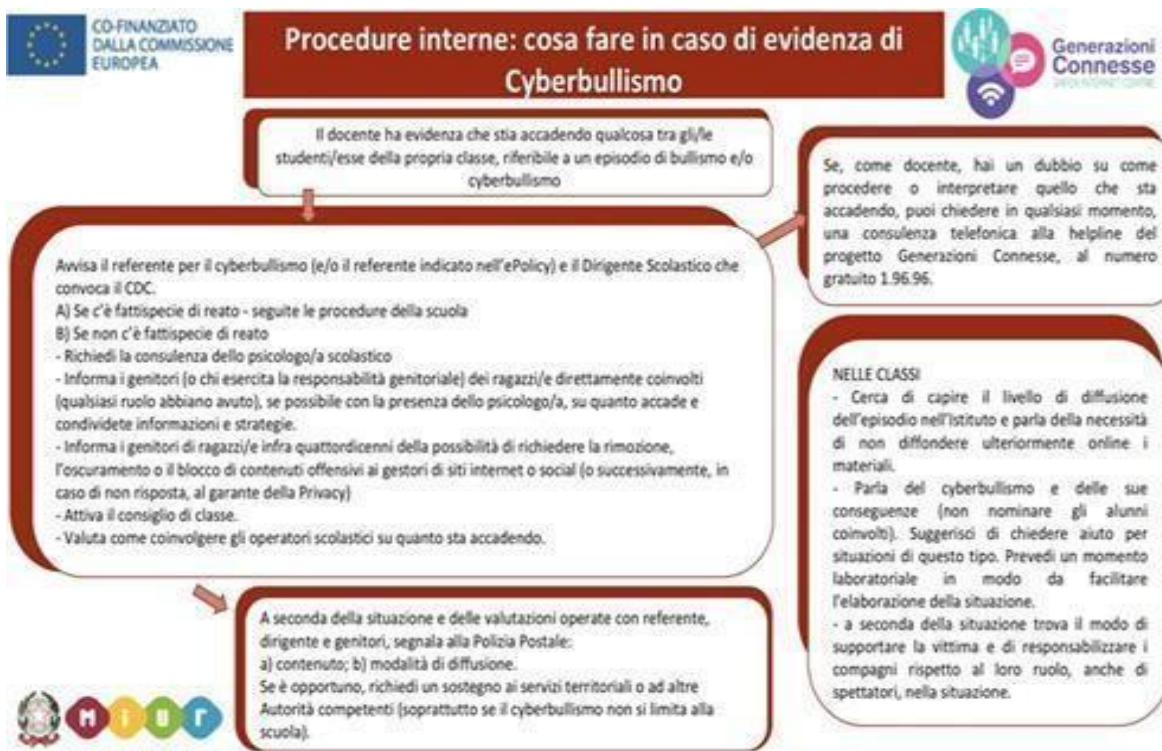 CO-FINANZIATO
DALLA COMMISSIONE
EUROPEA
Procedure interne: cosa fare in caso di evidenza di
Cyberbullismo
Generazioni
Connesse
Il docente ha evidenza che stia accadendo qualcosa tra gli/le
studenti/esse della propria classe, riferibile a un episodio di bullismo e/o
cyberbullismo
Avvisa il referente per il cyberbullismo (e/o il referente indicato nell'ePolicy) e il Dirigente Scolastico che
convoca il CDC.
A) Se c'è fattispecie di reato - seguite le procedure della scuola
B) Se non c'è fattispecie di reato
- Richiedi la consulenza dello psicologo/a scolastico
- Informa i genitori (o chi esercita la responsabilità genitoriale) dei ragazzi/e direttamente coinvolti
(qualsiasi ruolo abbiano avuto), se possibile con la presenza dello psicologo/a, su quanto accade e
condividete informazioni e strategie.
- Informa i genitori di ragazzi/e infra quattordicenni della possibilità di richiedere la rimozione,
l'oscuramento o il blocco di contenuti offensivi ai gestori di siti internet o social (o successivamente, in
caso di non risposta, al garante della Privacy)
- Attiva il consiglio di classe.
- Valuta come coinvolgere gli operatori scolastici su quanto sta accadendo.
Se, come docente, hai un dubbio su come
procedere o interpretare quello che sta
accadendo, puoi chiedere in qualsiasi momento,
una consulenza telefonica alla helpline del
progetto Generazioni Connesse, al numero
gratuito 1.96.96.
NELLE CLASSI
- Cerca di capire il livello di diffusione
dell'episodio nell'Istituto e parla della necessità
di non diffondere ulteriormente online i
materiali.
- Parla del cyberbullismo e delle sue
conseguenze (non nominare gli alunni
coinvolti). Suggerisci di chiedere aiuto per
situazioni di questo tipo. Prevedi un momento
laboratoriale in modo da facilitare
l'elaborazione della situazione.
- a seconda della situazione trova il modo di
supportare la vittima e di responsabilizzare i
compagni rispetto al loro ruolo, anche di
spettatori, nella situazione.
A seconda della situazione e delle valutazioni operate con referente,
dirigente e genitori, segnala alla Polizia Postale:
a) contenuto; b) modalità di diffusione.
Se è opportuno, richiedi un sostegno ai servizi territoriali o ad altre
Autorità competenti (soprattutto se il cyberbullismo non si limita alla
scuola).
MIUR